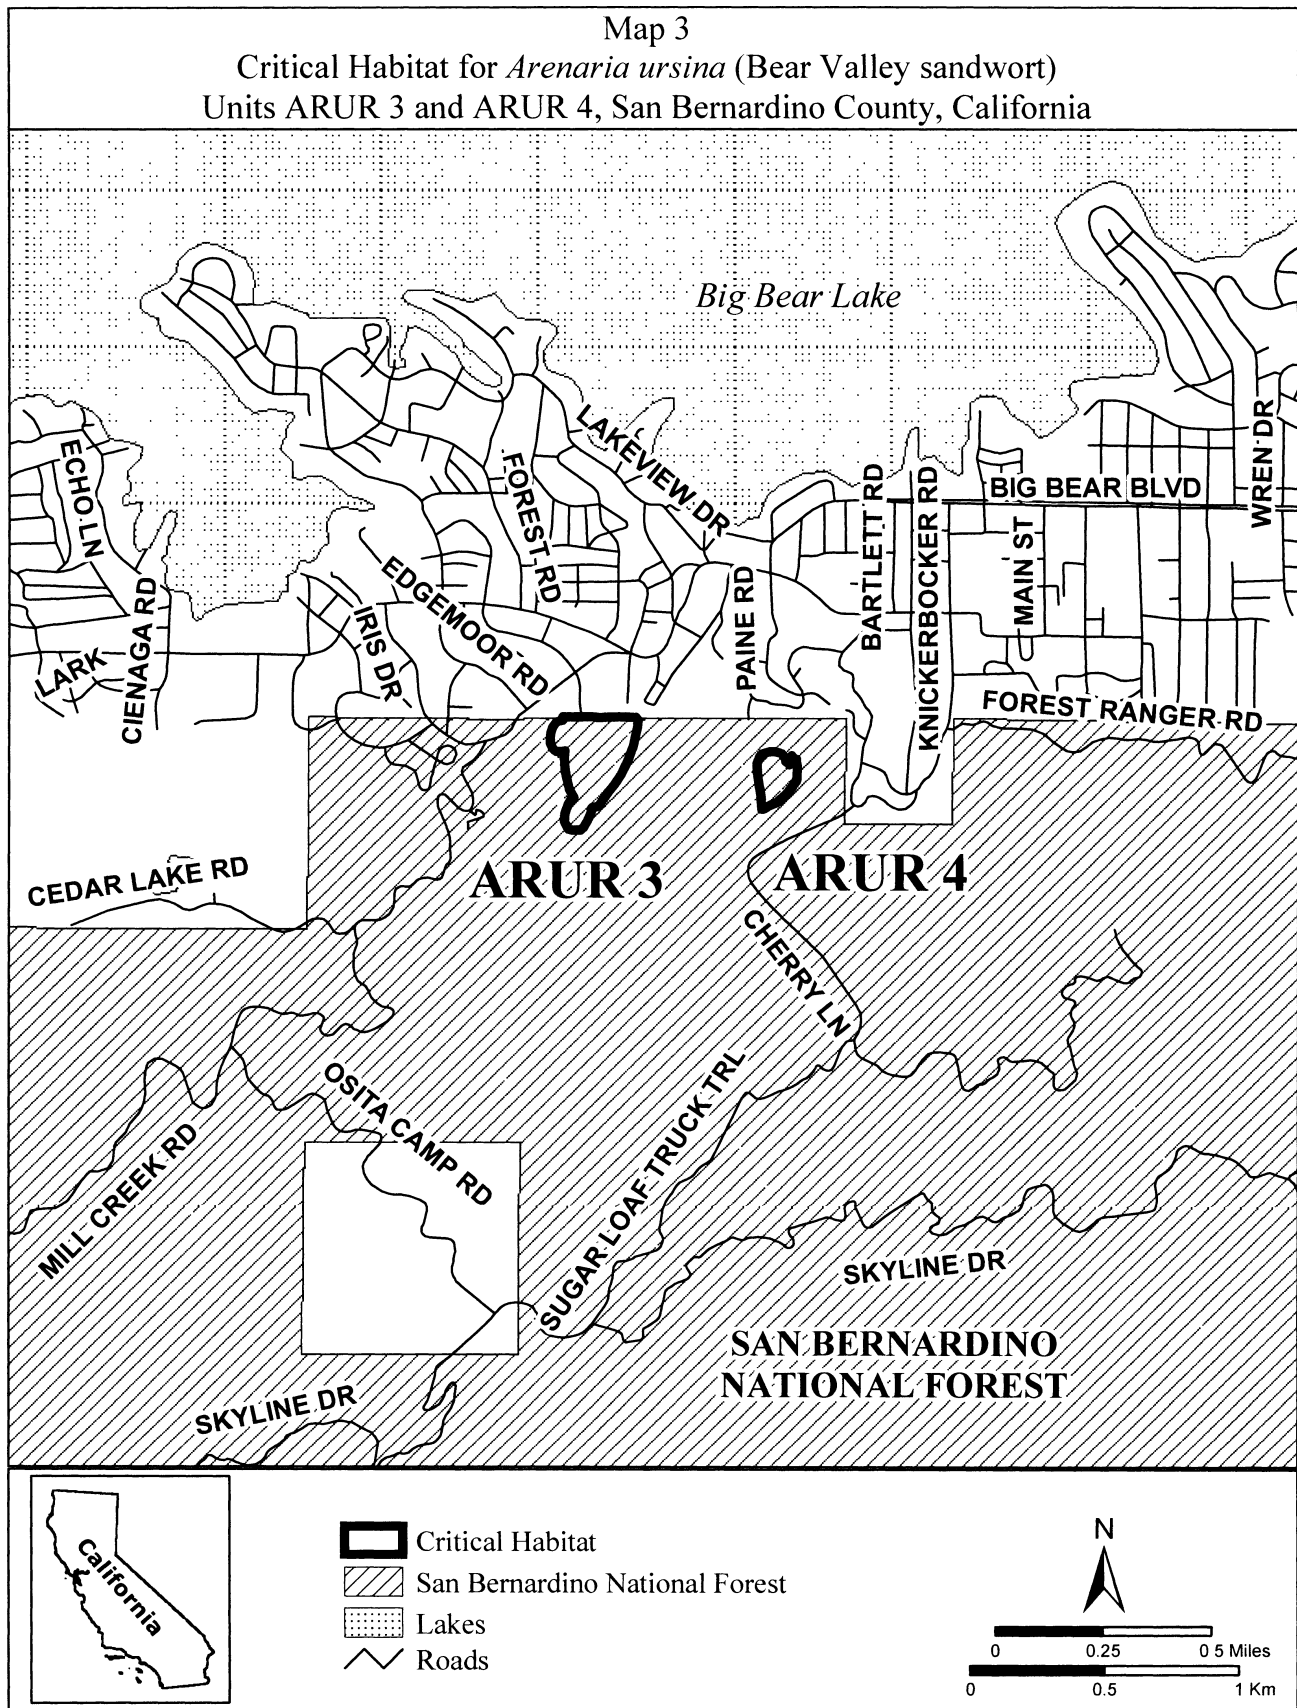 Map 3
Critical Habitat for Arenaria ursina (Bear Valley sandwort)
Units ARUR 3 and ARUR 4, San Bernardino County, California
Big Bear Lake
LAKEVIEW DR
ECHO LN
FOREST RD
BIG BEAR BLVD
WREN DR
BARTLETT RD
KNICKERBOCKER RD
MAIN ST
EDGEMOOR RD
IRIS DR
CIENAGA RD
LARK
PAINE RD
FOREST RANGER RD
CEDAR LAKE RD
ARUR 3
ARUR 4
CHERRY LN
OSITA CAMP RD
MILL CREEK RD
SUGAR LOAF TRUCK TRL
SKYLINE DR
SAN BERNARDINO
NATIONAL FOREST
SKYLINE DR
California
Critical Habitat
San Bernardino National Forest
Lakes
Roads
N
0 0.25 0 5 Miles
0 0.5 1 Km